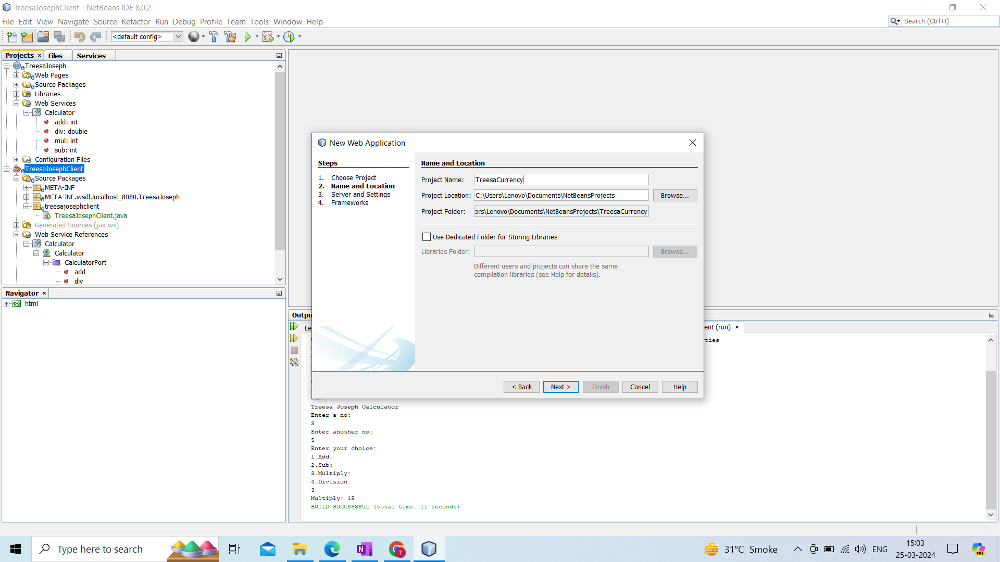 TreesaJosephClient - NetBeans IDE 8.0.2
File Edit View Navigate Source Refactor Run Debug Profile Team Tools Window Help
Search (Ctrl+I)
<default config>
Projects
Files
Services
TreesaJoseph
Web Pages
Source Packages
Libraries
Web Services
Calculator
add: int
div: double
mul: int
sub: int
Configuration Files
TreesaJosephClient
Source Packages
META-INF
META-INF.wsdl.localhost_8080.TreesaJoseph
treesajosephclient
TreesaJosephClient.java
Generated Sources (jax-ws)
Web Service References
Calculator
Calculator
CalculatorPort
add
div
Navigator
html
New Web Application
Steps
1. Choose Project
2. Name and Location
3. Server and Settings
4. Frameworks
Name and Location
Project Name: TreesaCurrency
Project Location: C:\Users\Lenovo\Documents\NetBeansProjects Browse...
Project Folder: ers\Lenovo\Documents\NetBeansProjects\TreesaCurrency
Use Dedicated Folder for Storing Libraries
Libraries Folder: Browse...
Different users and projects can share the same
compilation libraries (see Help for details).
< Back Next > Finish Cancel Help
Outpu
Le
ent (run)
ties
Treesa Joseph Calculator
Enter a no:
3
Enter another no:
5
Enter your choice:
1.Add:
2.Sub:
3.Multiply:
4.Division:
3
Multiply: 15
BUILD SUCCESSFUL (total time: 11 seconds)
Type here to search
31°C Smoke
ENG
15:03
25-03-2024
PRE